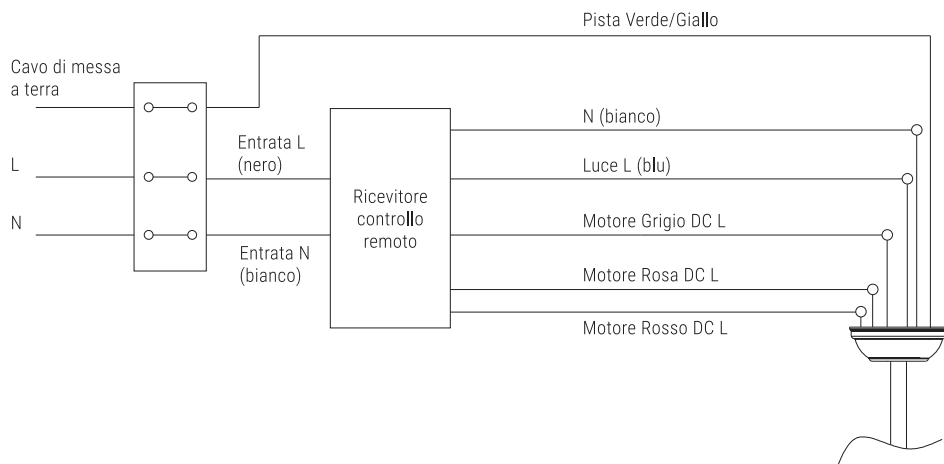 Pista Verde/Giallo
Cavo di messa
a terra
L
N
Entrata L
(nero)
Entrata N
(bianco)
Ricevitore
controllo
remoto
N (bianco)
Luce L (blu)
Motore Grigio DC L
Motore Rosa DC L
Motore Rosso DC L